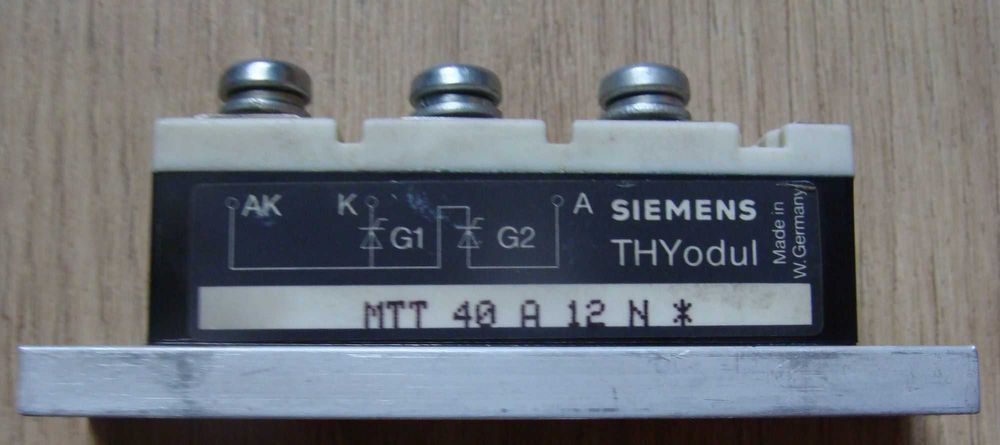 AK K A SIEMENS
G1 G2 THYodul
Made in
W. Germany
MTT 40 A 12 N *